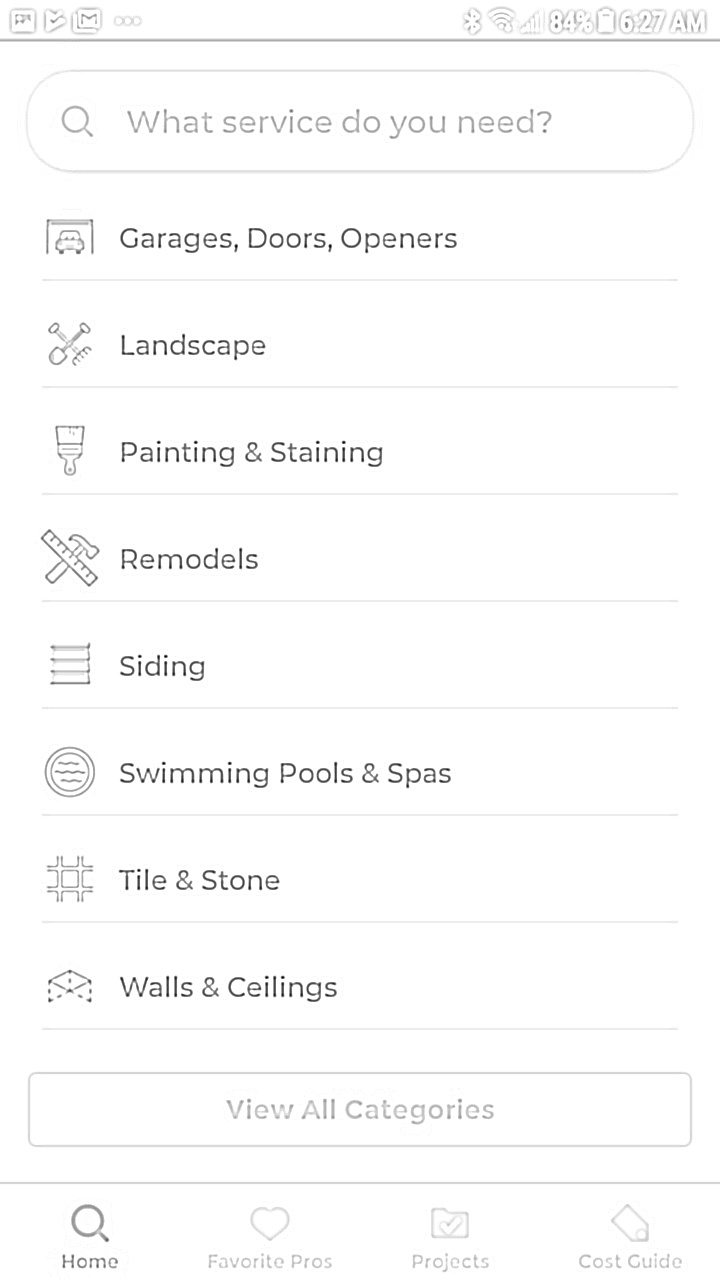 84% 6:27 AM
What service do you need?
Garages, Doors, Openers
Landscape
Painting & Staining
Remodels
Siding
Swimming Pools & Spas
Tile & Stone
Walls & Ceilings
View All Categories
Home Favorite Pros Projects Cost Guide